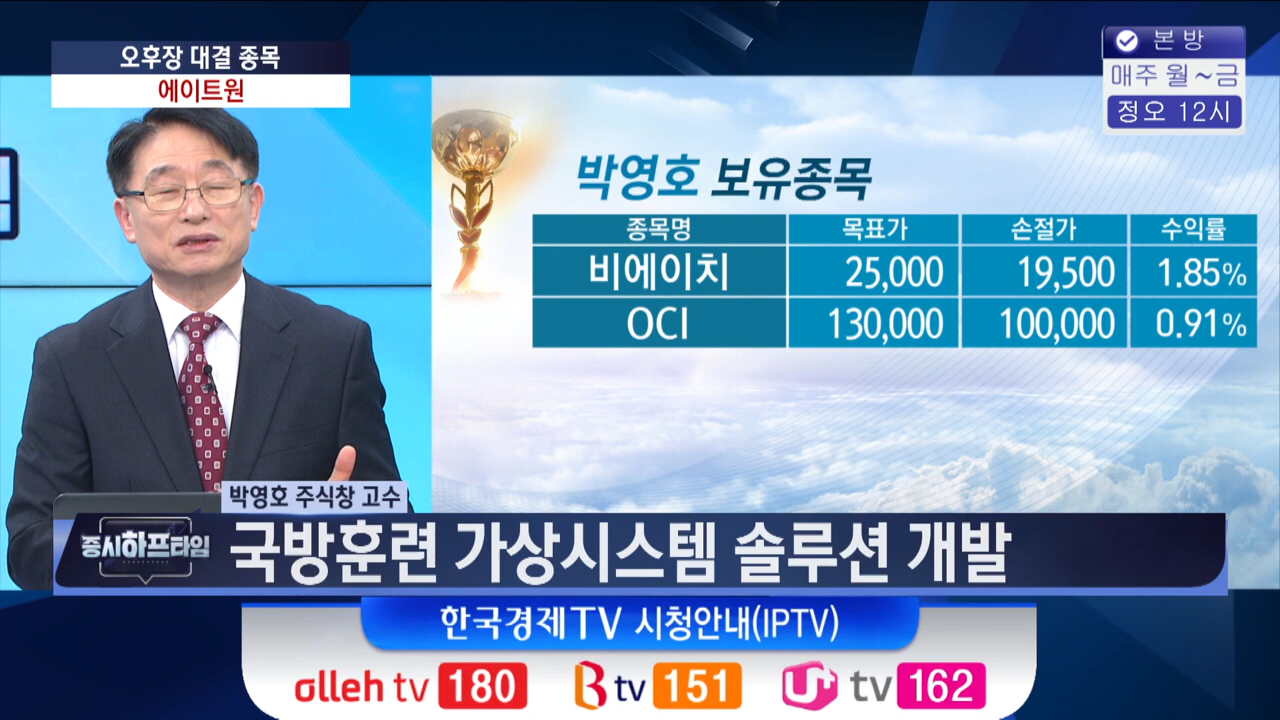 오후장 대결 종목
에이트원
본 방
매주 월~금
정오 12시
박영호 보유종목
종목명 목표가 손절가 수익률
비에이치 25,000 19,500 1.85%
OCI 130,000 100,000 0.91%
박영호 주식창 고수
증시하프타임
국방훈련 가상시스템 솔루션 개발
한국경제TV 시청안내(IPTV)
olleh tv 180 B tv 151 U+ tv 162